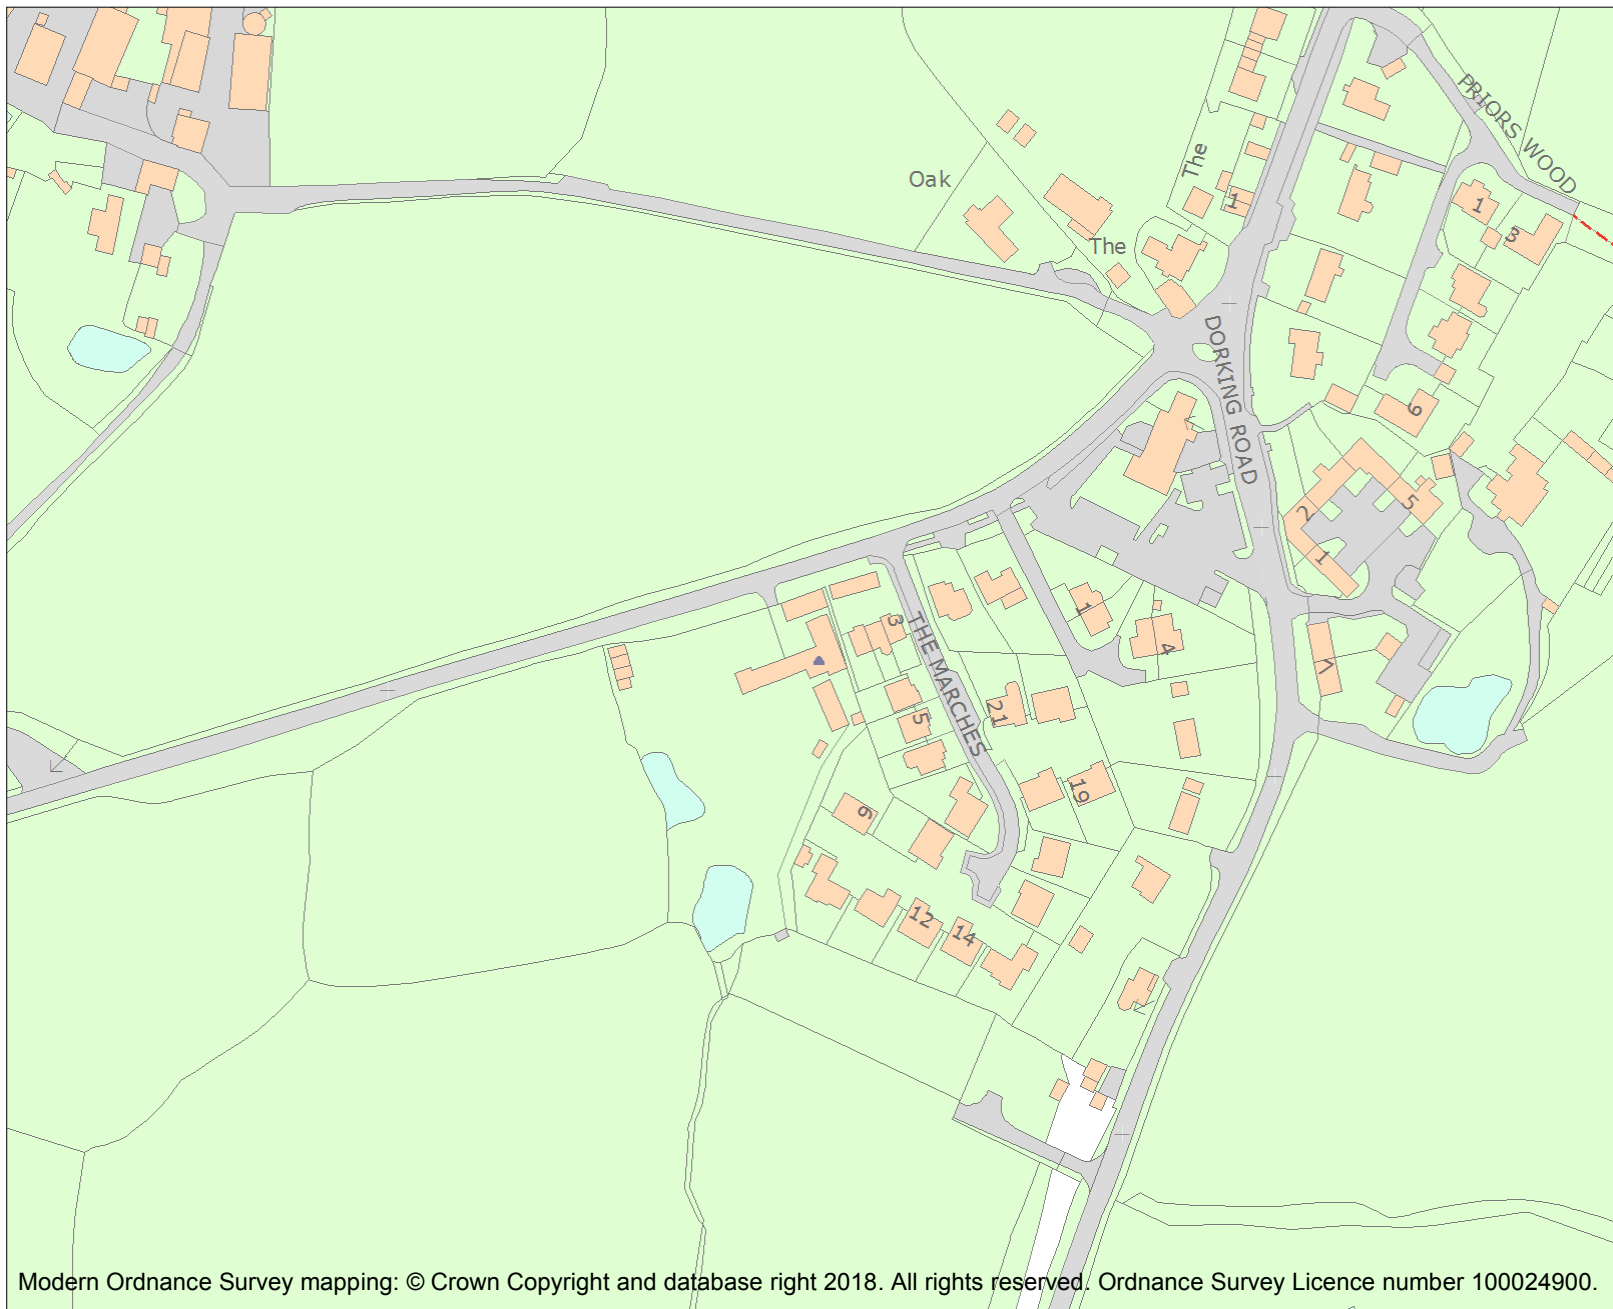 PRIORS WOOD
The
Oak
1
1
3
The
DORKING ROAD
9
2
5
1
1
3
4
THE MARCHES
21
5
19
9
12
14
Modern Ordnance Survey mapping: © Crown Copyright and database right 2018. All rights reserved. Ordnance Survey Licence number 100024900.